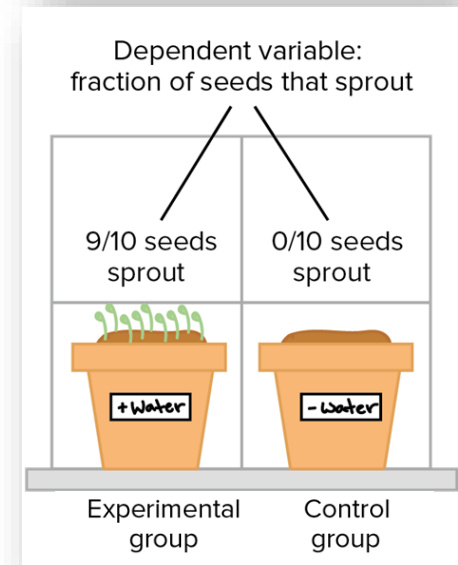 Dependent variable:
fraction of seeds that sprout
9/10 seeds
sprout
0/10 seeds
sprout
+ Water
- Water
Experimental
group
Control
group